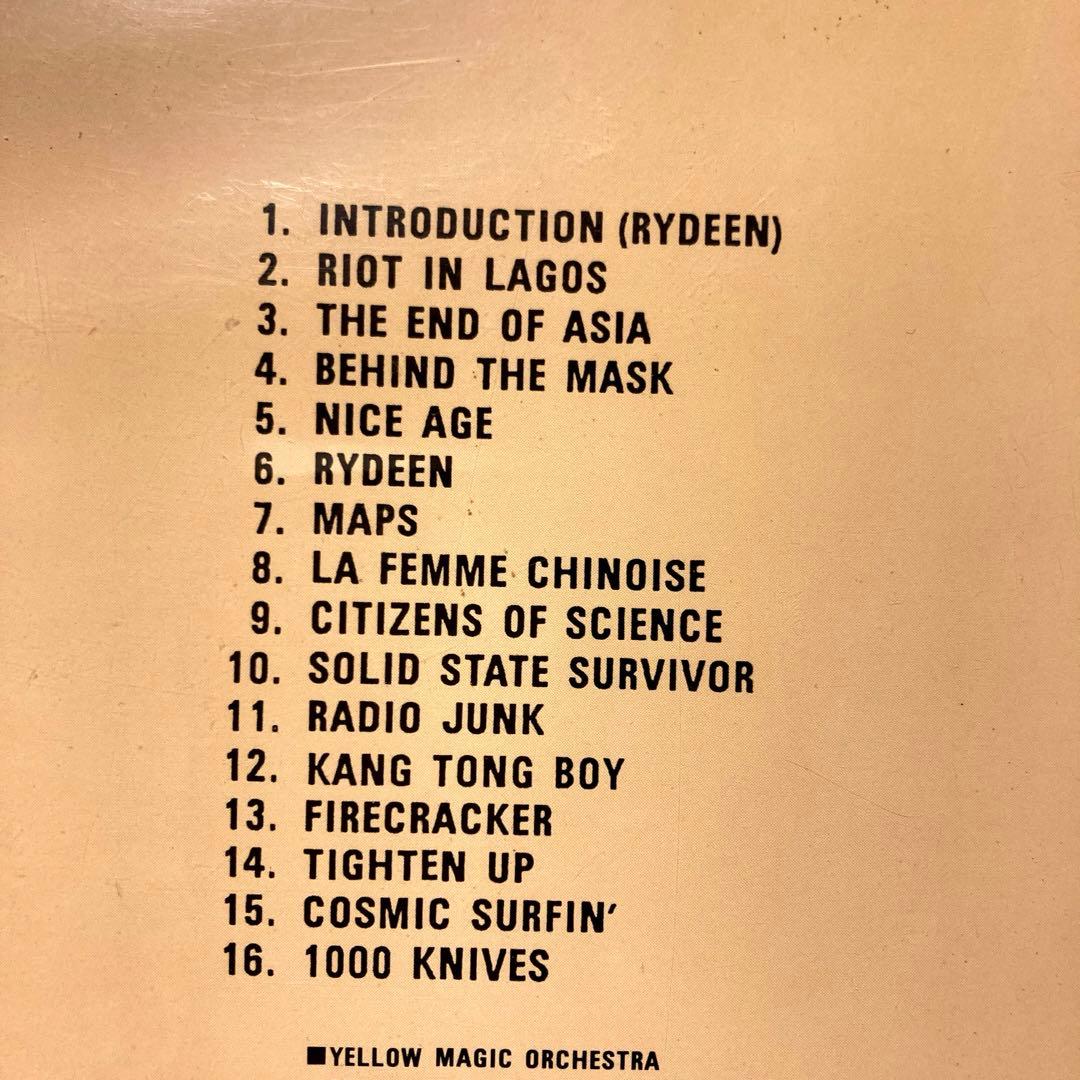 1. INTRODUCTION (RYDEEN)
2. RIOT IN LAGOS
3. THE END OF ASIA
4. BEHIND THE MASK
5. NICE AGE
6. RYDEEN
7. MAPS
8. LA FEMME CHINOISE
9. CITIZENS OF SCIENCE
10. SOLID STATE SURVIVOR
11. RADIO JUNK
12. KANG TONG BOY
13. FIRECRACKER
14. TIGHTEN UP
15. COSMIC SURFIN'
16. 1000 KNIVES
■YELLOW MAGIC ORCHESTRA